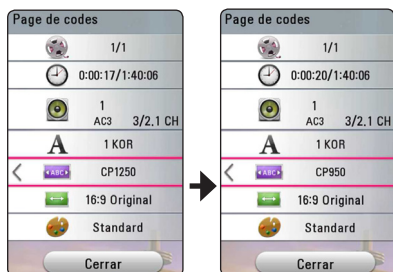 Page de codes
1/1
0:00:17/1:40:06
1
AC3 3/2.1 CH
A 1 KOR
ABC CP1250
16:9 Original
Standard
Cerrar
Page de codes
1/1
0:00:20/1:40:06
1
AC3 3/2.1 CH
A 1 KOR
ABC CP950
16:9 Original
Standard
Cerrar